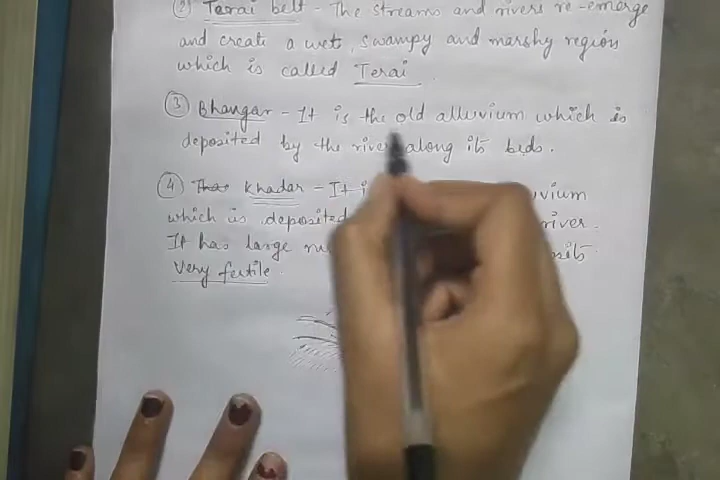 ② Terai belt - The streams and rivers re-emerge
and create a wet, swampy and marshy region
which is called Terai
③ Bhangar - It is the old alluvium which is
deposited by the river along its beds.
④ Khadar - It
which is deposited river.
It has large
Very fertile.